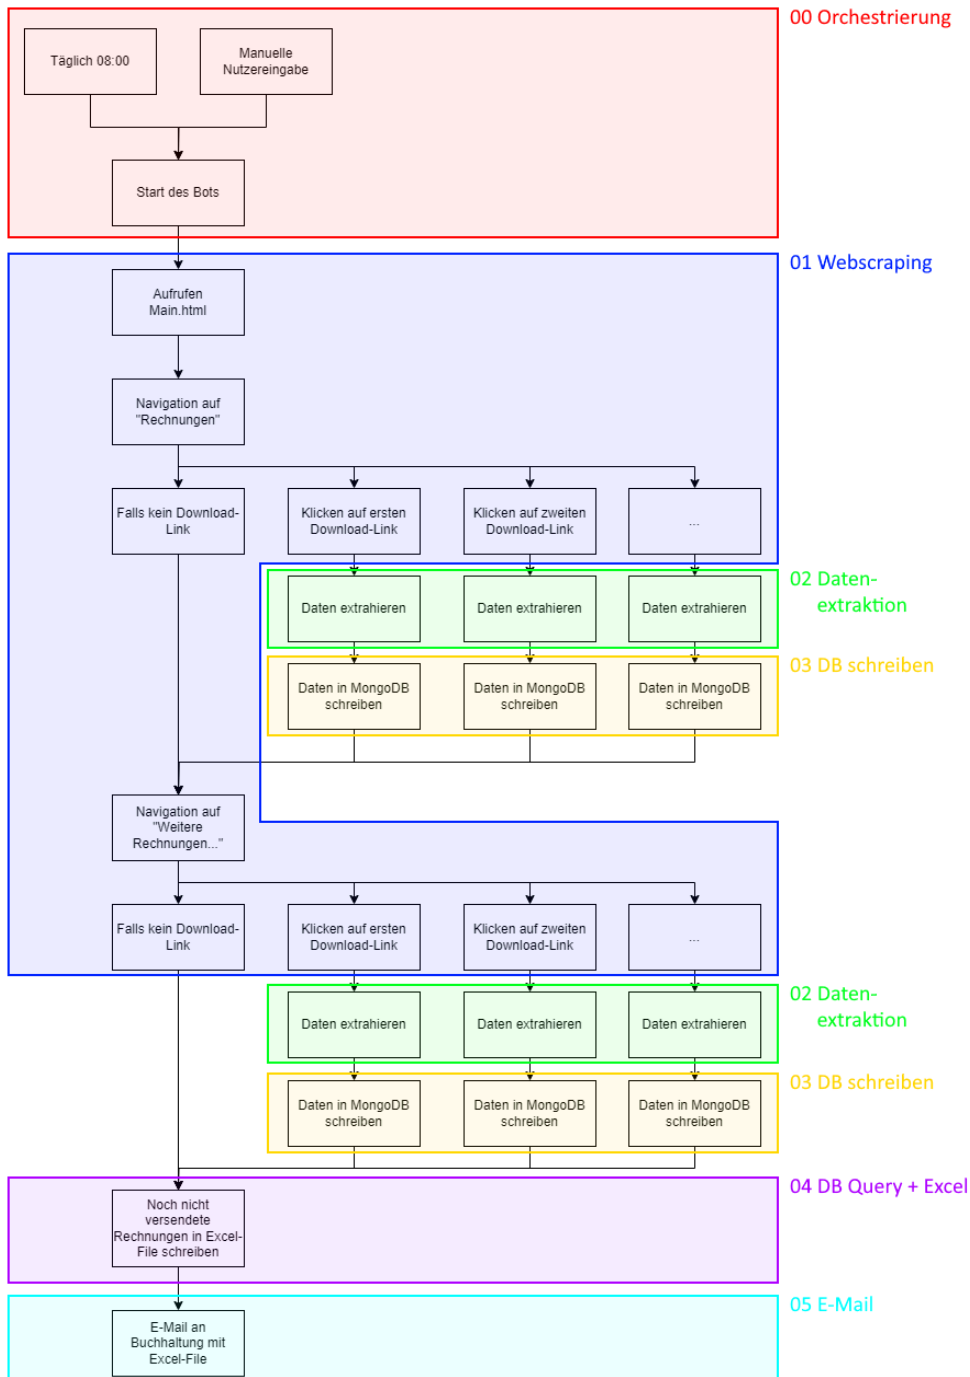 00 Orchestrierung
Täglich 08:00
Manuelle
Nutzereingabe
Start des Bots
01 Webscraping
Aufrufen
Main.html
Navigation auf
"Rechnungen"
Falls kein Download-
Link
Klicken auf ersten
Download-Link
Klicken auf zweiten
Download-Link
...
02 Daten-
extraktion
Daten extrahieren
Daten extrahieren
Daten extrahieren
03 DB schreiben
Daten in MongoDB
schreiben
Daten in MongoDB
schreiben
Daten in MongoDB
schreiben
Navigation auf
"Weitere
Rechnungen..."
Falls kein Download-
Link
Klicken auf ersten
Download-Link
Klicken auf zweiten
Download-Link
...
02 Daten-
extraktion
Daten extrahieren
Daten extrahieren
Daten extrahieren
03 DB schreiben
Daten in MongoDB
schreiben
Daten in MongoDB
schreiben
Daten in MongoDB
schreiben
04 DB Query + Excel
Noch nicht
versendete
Rechnungen in Excel-
File schreiben
05 E-Mail
E-Mail an
Buchhaltung mit
Excel-File